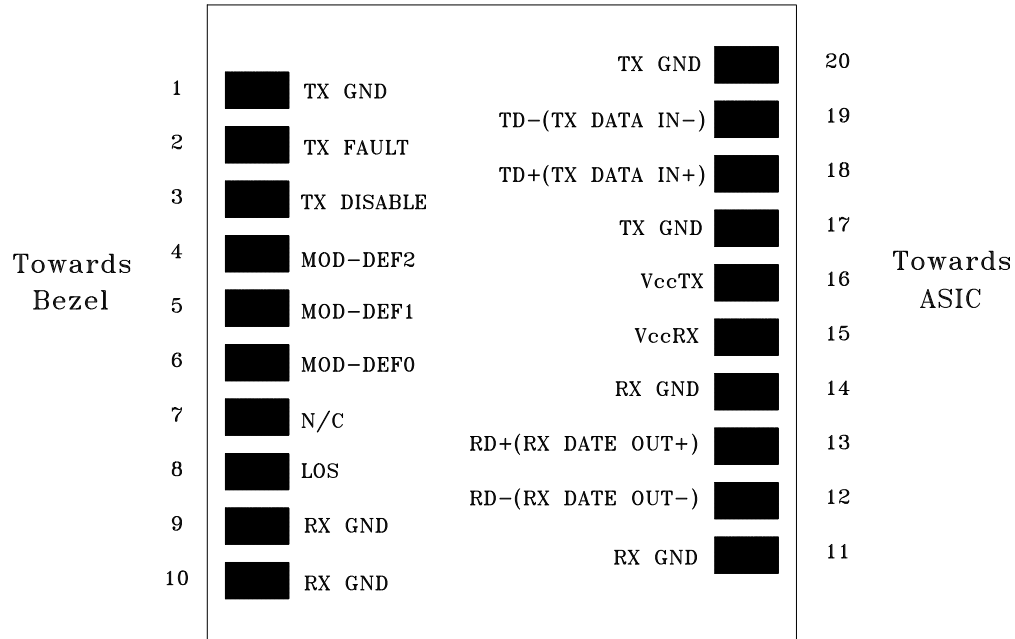 TX GND 20
1 TX GND
TD-(TX DATA IN-) 19
2 TX FAULT
TD+(TX DATA IN+) 18
3 TX DISABLE
TX GND 17
4 MOD-DEF2
Towards
Bezel
VccTX 16
Towards
ASIC
5 MOD-DEF1
VccRX 15
6 MOD-DEF0
RX GND 14
7 N/C
RD+(RX DATE OUT+) 13
8 LOS
RD-(RX DATE OUT-) 12
9 RX GND
RX GND 11
10 RX GND